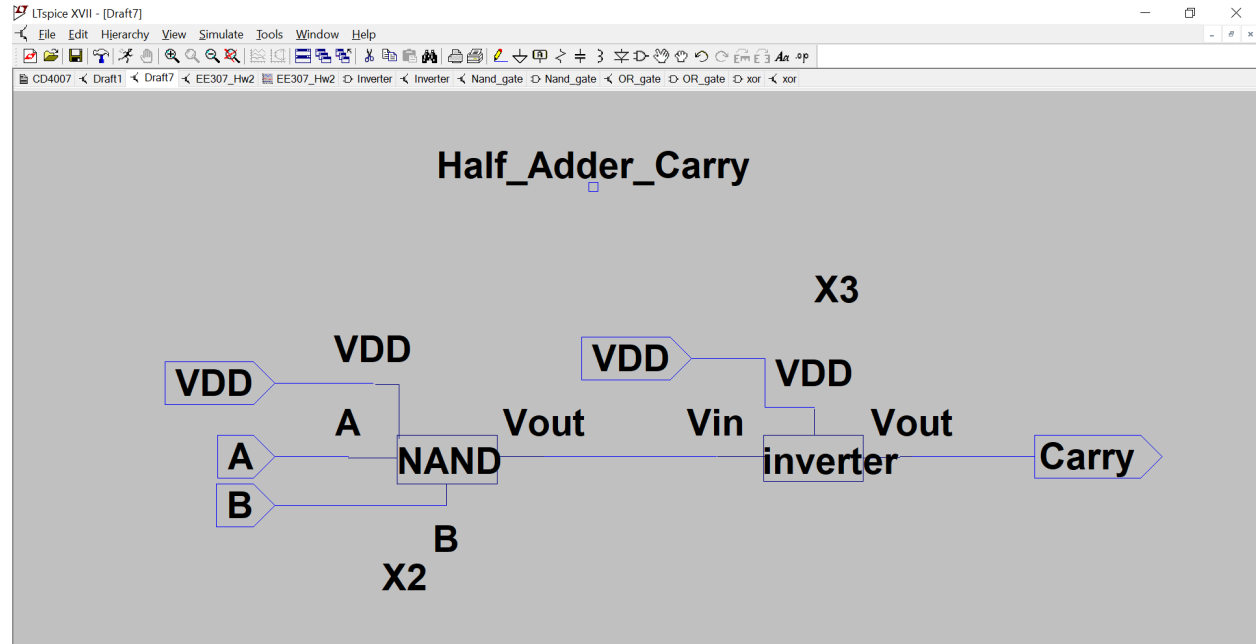 LTspice XVII - [Draft7]
File Edit Hierarchy View Simulate Tools Window Help
CD4007 Draft1 Draft7 EE307_Hw2 EE307_Hw2 Inverter Inverter Nand_gate Nand_gate OR_gate OR_gate xor xor
Half_Adder_Carry
X3
VDD VDD
VDD VDD
A Vout Vin Vout
A NAND inverter Carry
B
B
X2